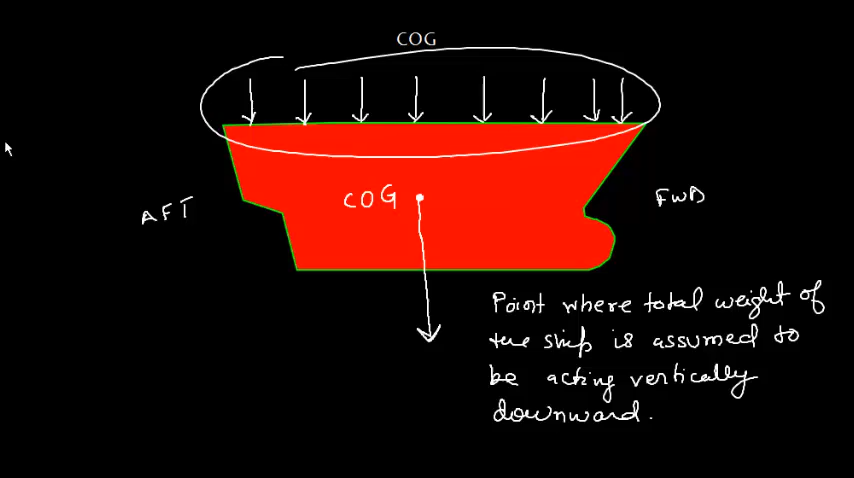 COG
COG
AFT
FWD
Point where total weight of
the ship is assumed to
be acting vertically
downward.